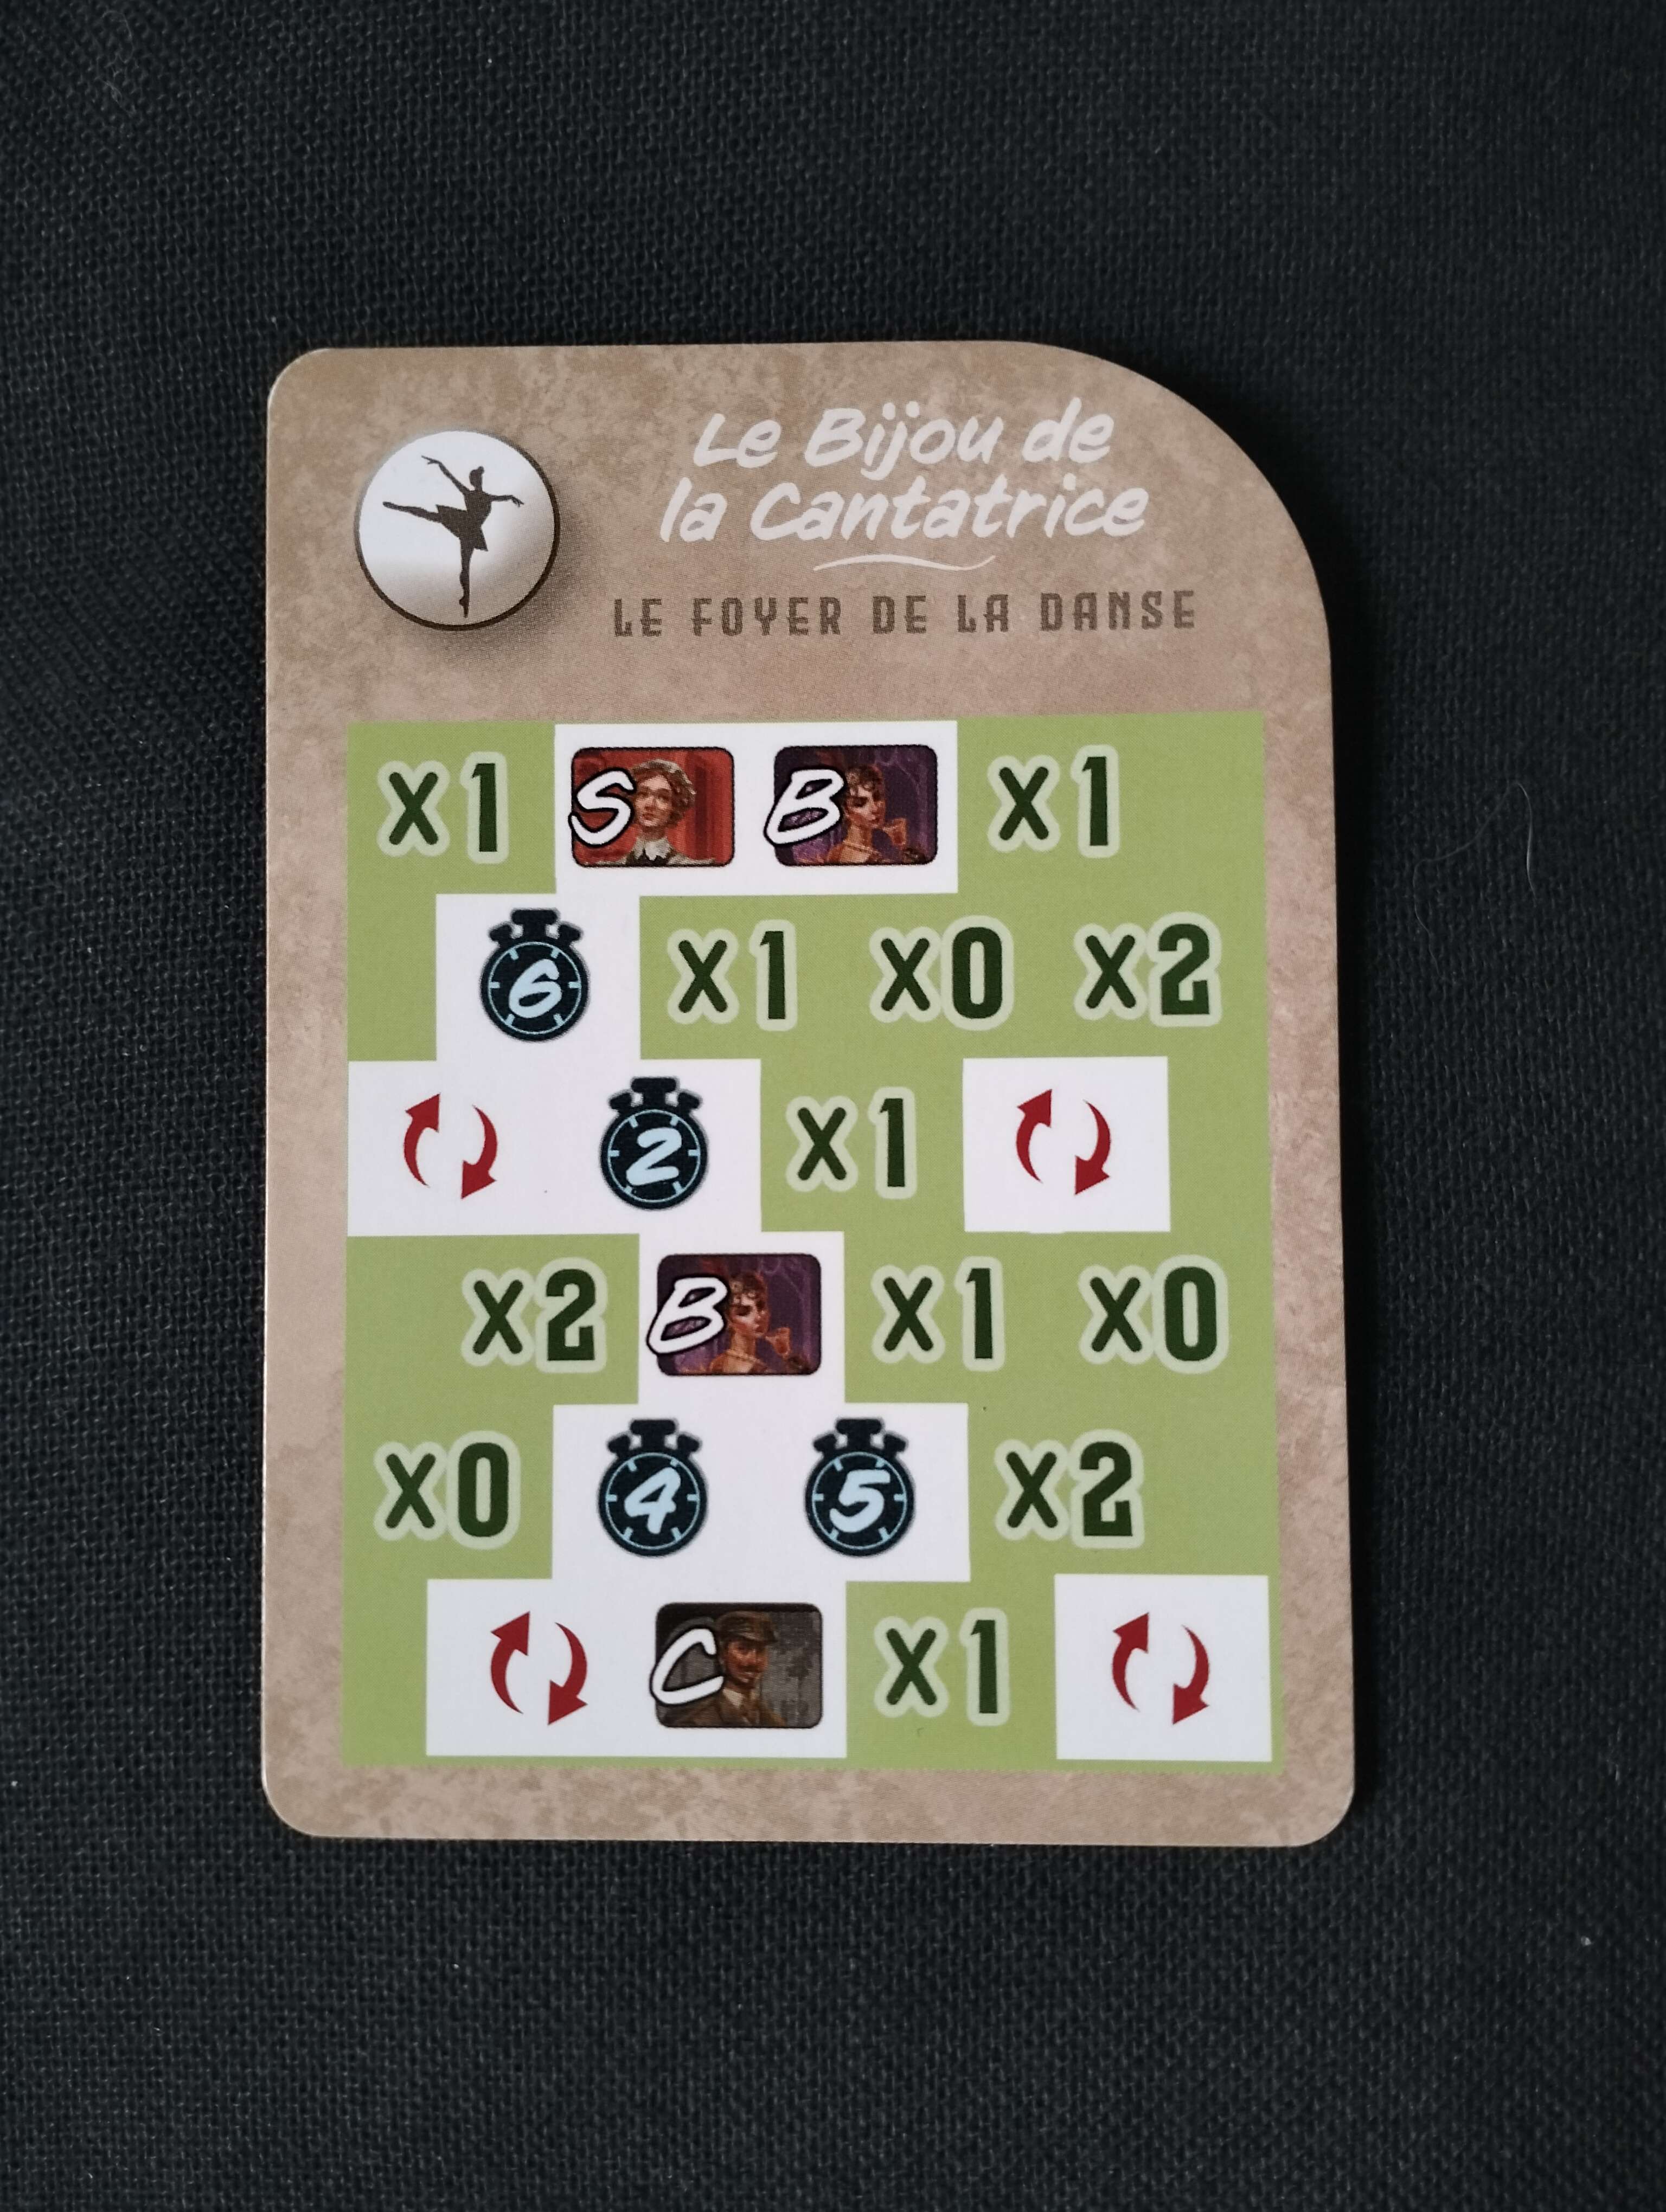 Le Bijou de
la Cantatrice
LE FOYER DE LA DANSE
X1 S B X1
6 X1 X0 X2
2 X1
X2 B X1 X0
X0 4 5 X2
C X1